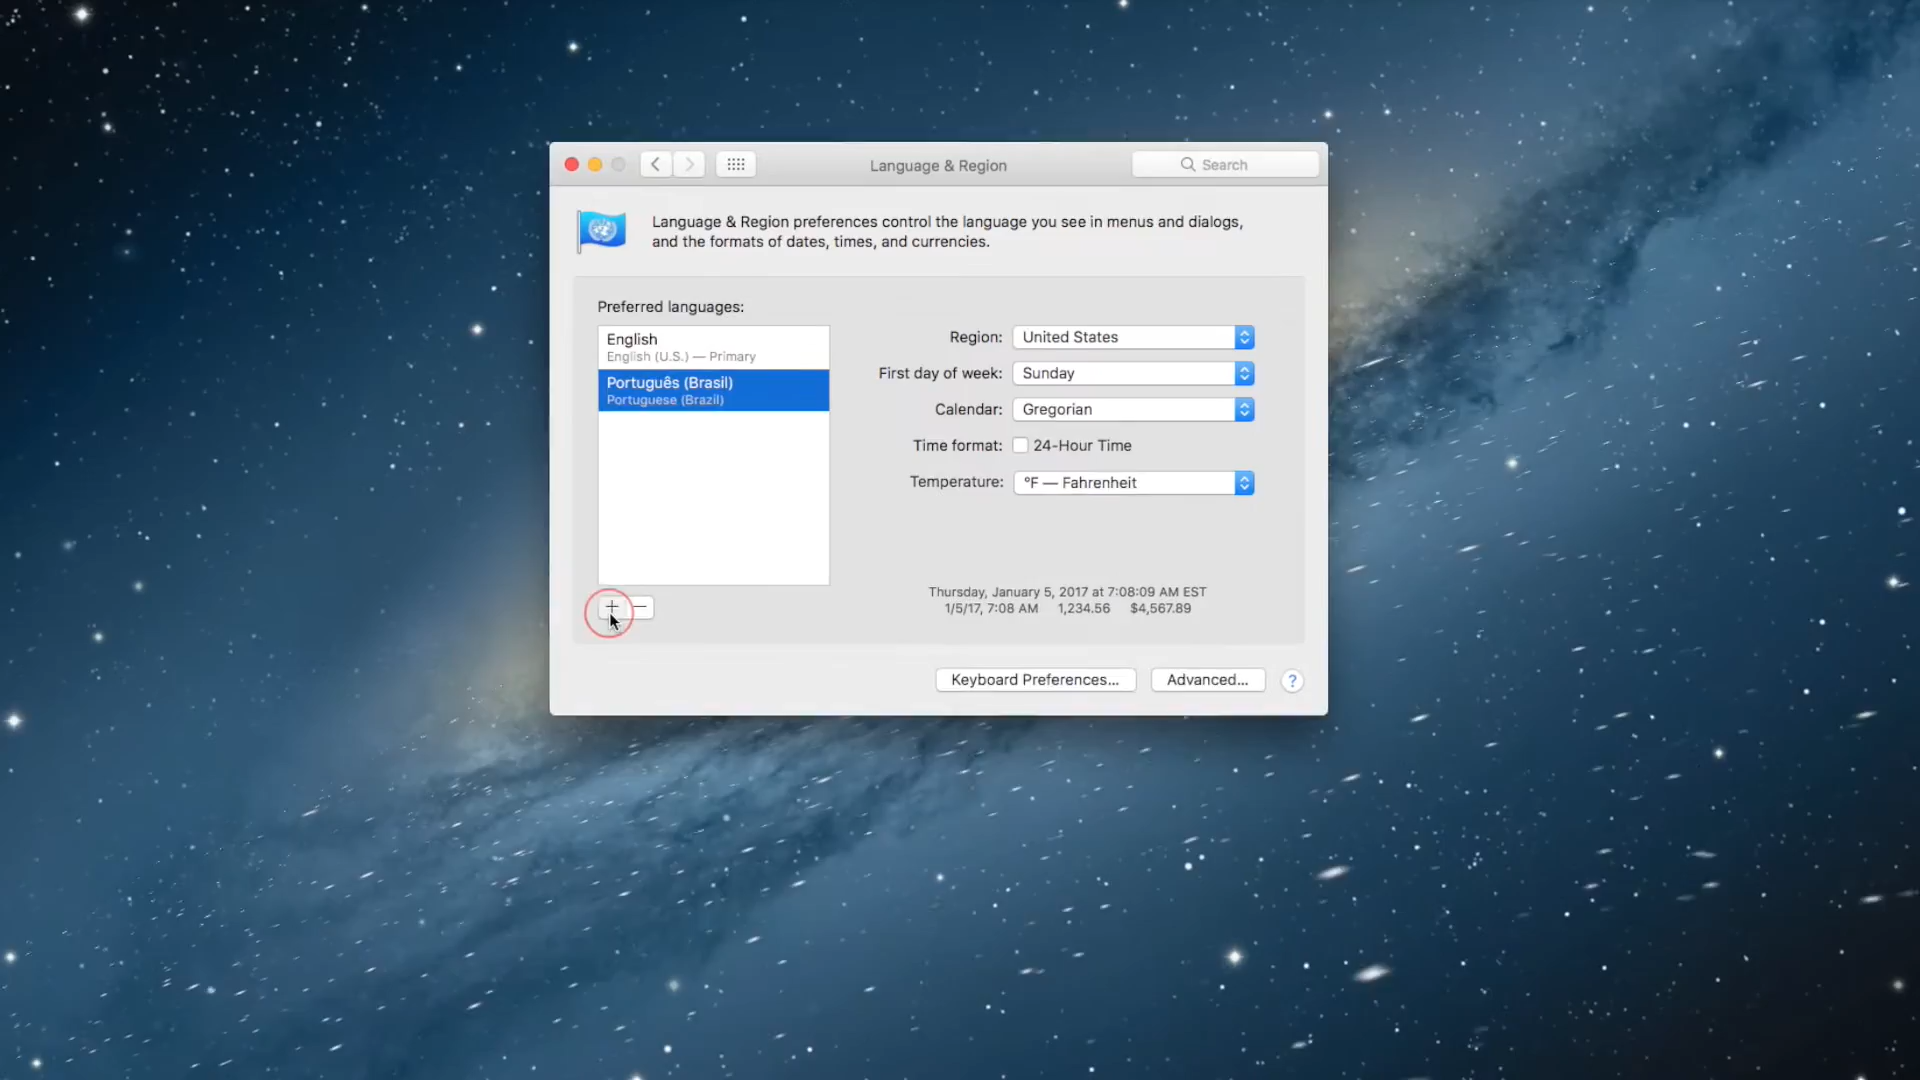 Language & Region
Search
Language & Region preferences control the language you see in menus and dialogs,
and the formats of dates, times, and currencies.
Preferred languages:
English
English (U.S.) — Primary
Português (Brasil)
Portuguese (Brazil)
Region: United States
First day of week: Sunday
Calendar: Gregorian
Time format: 24-Hour Time
Temperature: °F — Fahrenheit
Thursday, January 5, 2017 at 7:08:09 AM EST
1/5/17, 7:08 AM 1,234.56 $4,567.89
Keyboard Preferences... Advanced... ?